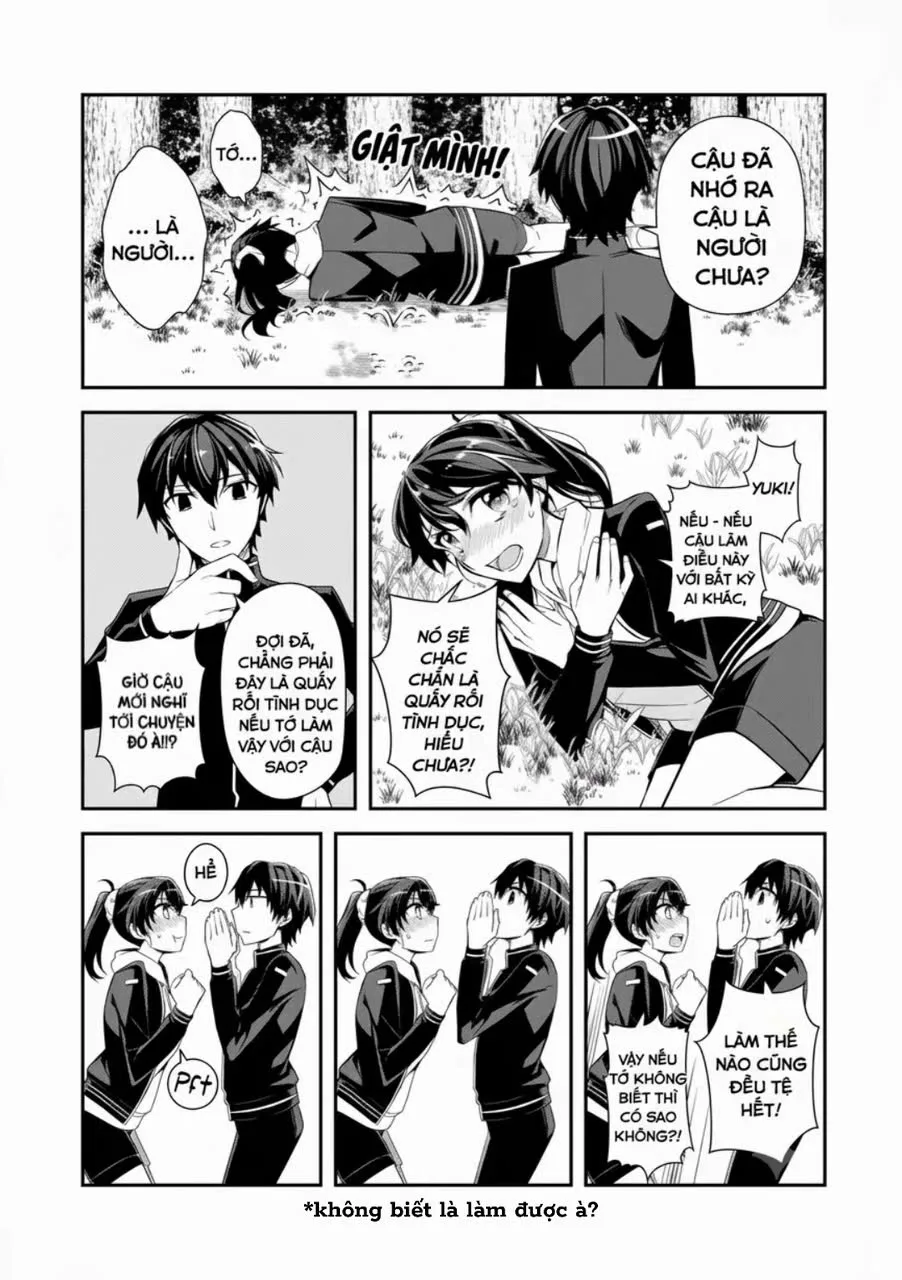 CẬU ĐÃ
NHỚ RA
CẬU LÀ
NGƯỜI
CHƯA?
GIẬT MÌNH!
TỚ...
... LÀ
NGƯỜI...
YUKI!
NẾU - NẾU
CẬU LÀM
ĐIỀU NÀY
VỚI BẤT KỲ
AI KHÁC,
NÓ SẼ
CHẮC
CHẮN LÀ
QUẤY RỐI
TÌNH DỤC,
HIỂU
CHƯA?!
ĐỢI ĐÃ,
CHẲNG PHẢI
ĐÂY LÀ QUẤY
RỐI TÌNH DỤC
NẾU TỚ LÀM
VẬY VỚI CẬU
SAO?
GIỜ CẬU
MỚI NGHĨ
TỚI CHUYỆN
ĐÓ À!!?
LÀM THẾ
NÀO CŨNG
ĐỀU TỆ
HẾT!
VẬY NẾU
TỚ KHÔNG
BIẾT THÌ
CÓ SAO
KHÔNG?!
HỂ
Pft
*không biết là làm được à?